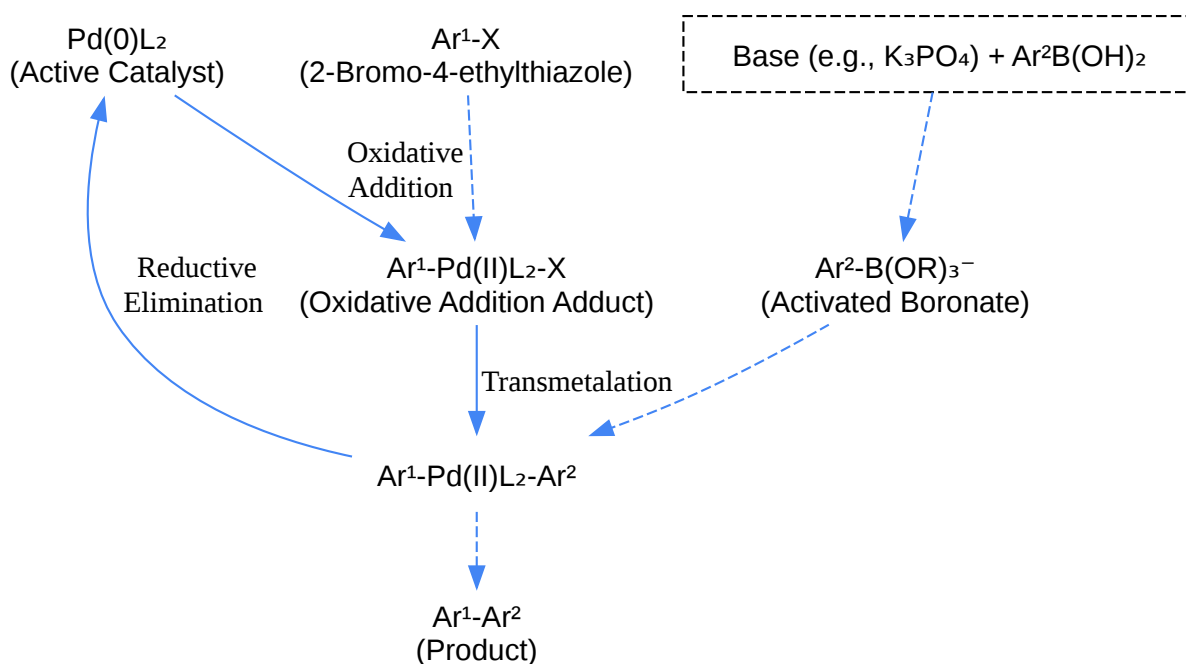 Pd(0)L₂
(Active Catalyst)
Ar¹-X
(2-Bromo-4-ethylthiazole)
Base (e.g., K₃PO₄) + Ar²B(OH)₂
Oxidative
Addition
Reductive
Elimination
Ar¹-Pd(II)L₂-X
(Oxidative Addition Adduct)
Ar²-B(OR)₃⁻
(Activated Boronate)
Transmetalation
Ar¹-Pd(II)L₂-Ar²
Ar¹-Ar²
(Product)